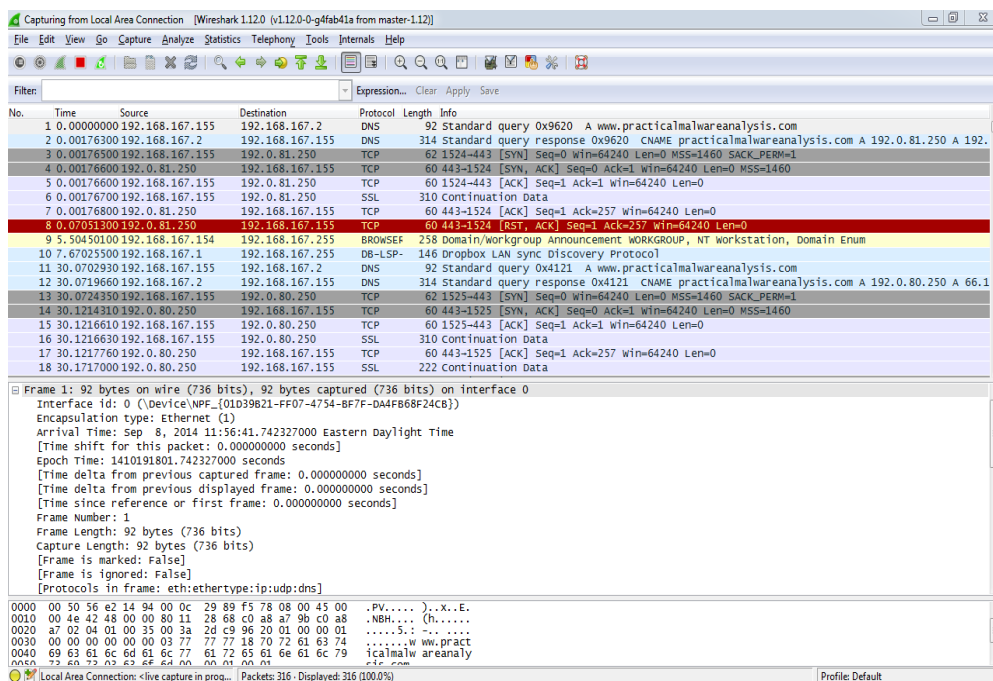 Capturing from Local Area Connection [Wireshark 1.12.0 (v1.12.0-0-g4fab41a from master-1.12)]
File Edit View Go Capture Analyze Statistics Telephony Tools Internals Help
Filter: Expression... Clear Apply Save
No. Time Source Destination Protocol Length Info
1 0.00000000 192.168.167.155 192.168.167.2 DNS 92 Standard query 0x9620 A www.practicalmalwareanalysis.com
2 0.00176300 192.168.167.2 192.168.167.155 DNS 314 Standard query response 0x9620 CNAME practicalmalwareanalysis.com A 192.0.81.250 A 192.
3 0.00176500 192.168.167.155 192.0.81.250 TCP 62 1524→443 [SYN] Seq=0 Win=64240 Len=0 MSS=1460 SACK_PERM=1
4 0.00176600 192.0.81.250 192.168.167.155 TCP 60 443→1524 [SYN, ACK] Seq=0 Ack=1 Win=64240 Len=0 MSS=1460
5 0.00176600 192.168.167.155 192.0.81.250 TCP 60 1524→443 [ACK] Seq=1 Ack=1 Win=64240 Len=0
6 0.00176700 192.168.167.155 192.0.81.250 SSL 310 Continuation Data
7 0.00176800 192.0.81.250 192.168.167.155 TCP 60 443→1524 [ACK] Seq=1 Ack=257 Win=64240 Len=0
8 0.07051300 192.0.81.250 192.168.167.155 TCP 60 443→1524 [RST, ACK] Seq=1 Ack=257 Win=64240 Len=0
9 5.50450100 192.168.167.154 192.168.167.255 BROWSER 258 Domain/Workgroup Announcement WORKGROUP, NT Workstation, Domain Enum
10 7.67025500 192.168.167.1 192.168.167.255 DB-LSP- 146 Dropbox LAN sync Discovery Protocol
11 30.0702930 192.168.167.155 192.168.167.2 DNS 92 Standard query 0x4121 A www.practicalmalwareanalysis.com
12 30.0719660 192.168.167.2 192.168.167.155 DNS 314 Standard query response 0x4121 CNAME practicalmalwareanalysis.com A 192.0.80.250 A 66.1
13 30.0724350 192.168.167.155 192.0.80.250 TCP 62 1525→443 [SYN] Seq=0 Win=64240 Len=0 MSS=1460 SACK_PERM=1
14 30.1214310 192.0.80.250 192.168.167.155 TCP 60 443→1525 [SYN, ACK] Seq=0 Ack=1 Win=64240 Len=0 MSS=1460
15 30.1216610 192.168.167.155 192.0.80.250 TCP 60 1525→443 [ACK] Seq=1 Ack=1 Win=64240 Len=0
16 30.1216630 192.168.167.155 192.0.80.250 SSL 310 Continuation Data
17 30.1217760 192.0.80.250 192.168.167.155 TCP 60 443→1525 [ACK] Seq=1 Ack=257 Win=64240 Len=0
18 30.1717000 192.0.80.250 192.168.167.155 SSL 222 Continuation Data
Frame 1: 92 bytes on wire (736 bits), 92 bytes captured (736 bits) on interface 0
Interface id: 0 (\Device\NPF_{01D39B21-FF07-4754-BF7F-DA4FB68F24CB})
Encapsulation type: Ethernet (1)
Arrival Time: Sep 8, 2014 11:56:41.742327000 Eastern Daylight Time
[Time shift for this packet: 0.000000000 seconds]
Epoch Time: 1410191801.742327000 seconds
[Time delta from previous captured frame: 0.000000000 seconds]
[Time delta from previous displayed frame: 0.000000000 seconds]
[Time since reference or first frame: 0.000000000 seconds]
Frame Number: 1
Frame Length: 92 bytes (736 bits)
Capture Length: 92 bytes (736 bits)
[Frame is marked: False]
[Frame is ignored: False]
[Protocols in frame: eth:ethertype:ip:udp:dns]
0000 00 50 56 e2 14 94 00 0c 29 89 f5 78 08 00 45 00 .PV..... )..x..E.
0010 00 4e 42 48 00 00 80 11 28 68 c0 a8 a7 9b c0 a8 .NBH.... (h......
0020 a7 02 04 01 00 35 00 3a 2d c9 96 20 01 00 00 01 .....5.: -.. ....
0030 00 00 00 00 00 00 03 77 77 77 18 70 72 61 63 74 .......w ww.pract
0040 69 63 61 6c 6d 61 6c 77 61 72 65 61 6e 61 6c 79 icalmalw areanaly
0050 73 69 73 03 63 6f 6d 00 00 01 00 01 sis.com
Local Area Connection: <live capture in prog... Packets: 316 · Displayed: 316 (100.0%) Profile: Default